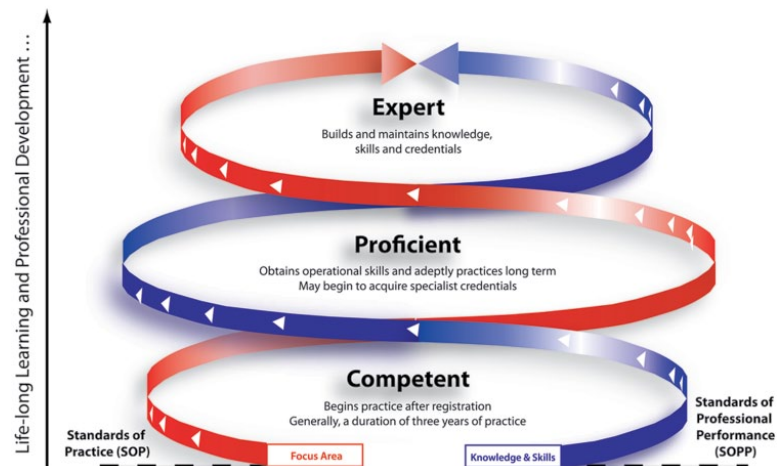 Life-long Learning and Professional Development ...
Expert
Builds and maintains knowledge,
skills and credentials
Proficient
Obtains operational skills and adeptly practices long term
May begin to acquire specialist credentials
Competent
Begins practice after registration
Generally, a duration of three years of practice
Standards of
Practice (SOP)
Focus Area
Knowledge & Skills
Standards of
Professional
Performance
(SOPP)